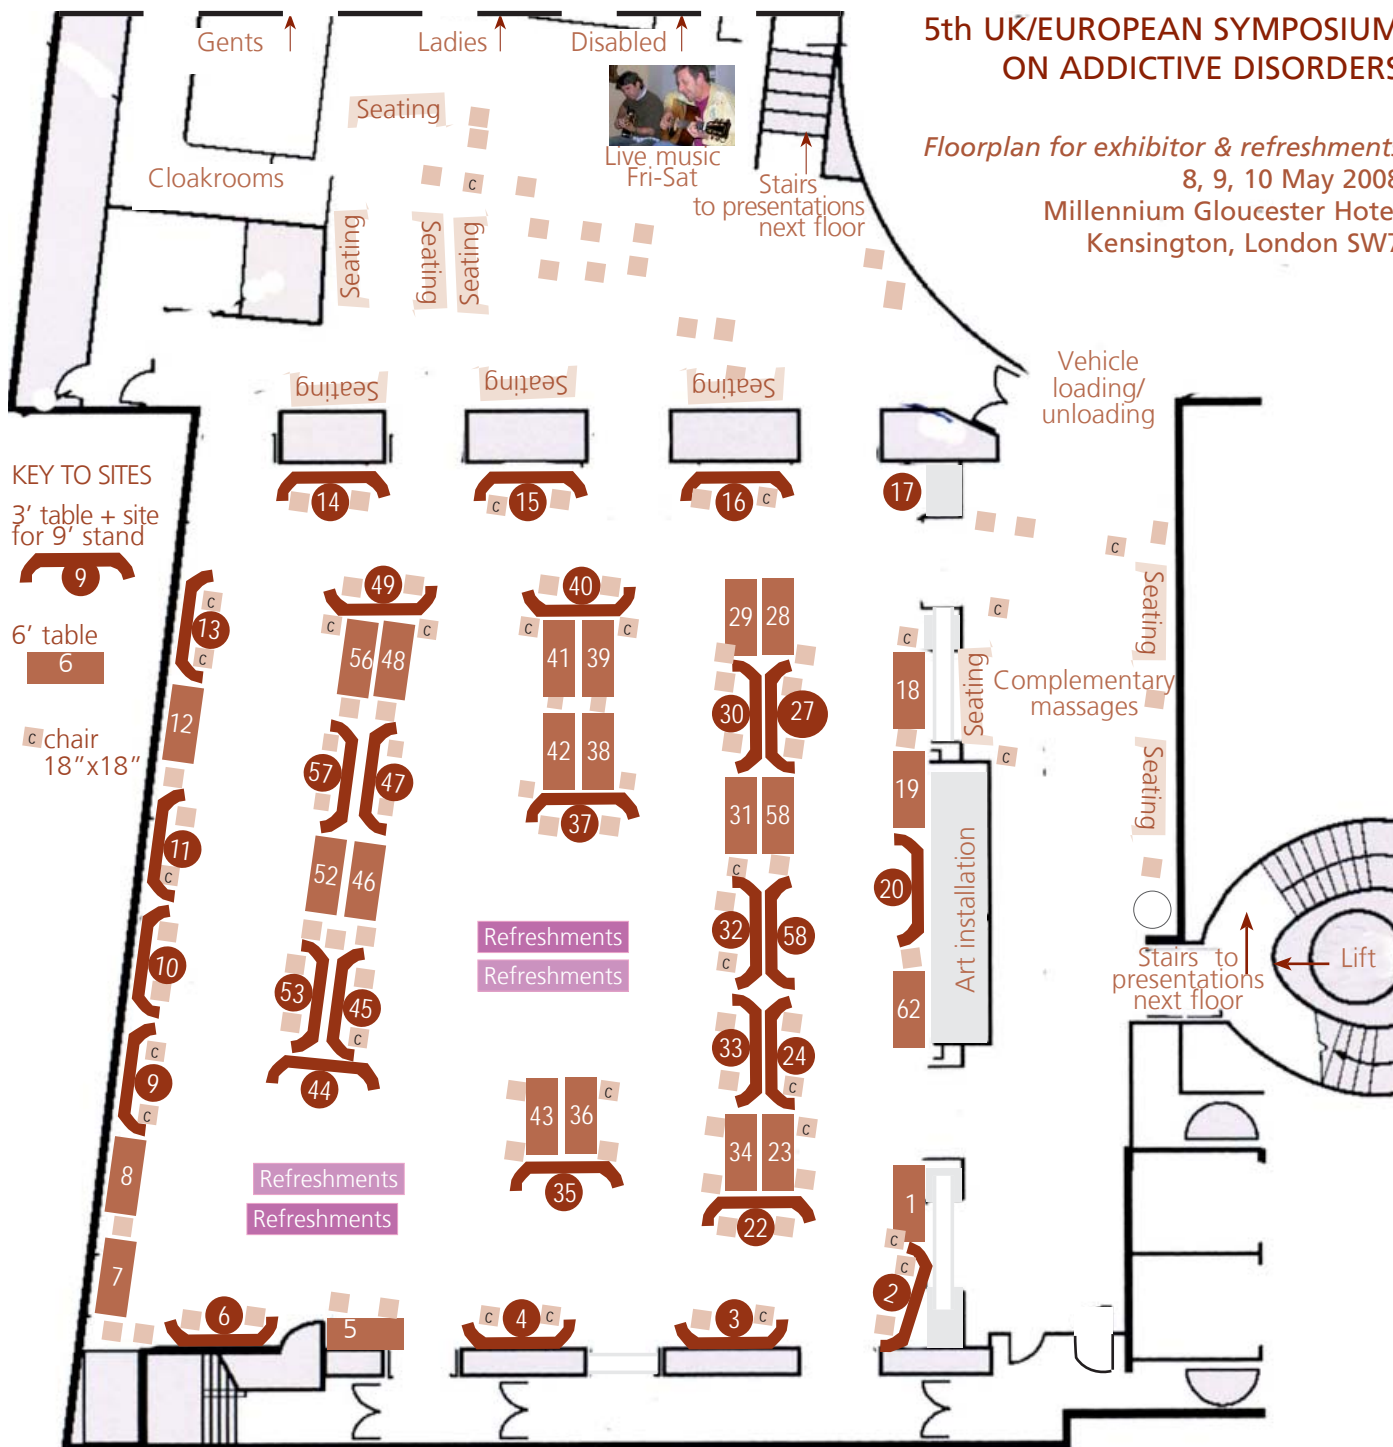 5th UK/EUROPEAN SYMPOSIUM
ON ADDICTIVE DISORDERS
Floorplan for exhibitor & refreshments
8, 9, 10 May 2008
Millennium Gloucester Hotel
Kensington, London SW7
Gents
Ladies
Disabled
Seating
Live music
Fri-Sat
Cloakrooms
c
Stairs
to presentations
next floor
Seating
Seating
Seating
Vehicle
loading/
unloading
Seating
Seating
Seating
KEY TO SITES
3' table + site
for 9' stand
9
6' table
6
c chair
18"x18"
14
15
c
16
c
17
c
Seating
49
40
29
28
c
13
c
c
c
c
c
c
c
56
48
41
39
18
Seating
Complementary
massages
12
30
27
57
47
42
38
c
Seating
31
58
19
37
11
c
52
46
c
20
Art installation
32
58
c
Refreshments
Refreshments
10
53
45
c
62
Stairs to
presentations
next floor
Lift
33
24
c
9
c
c
44
43
36
c
34
23
c
8
35
22
Refreshments
Refreshments
1
c
c
7
2
6
5
c
4
c
3
c